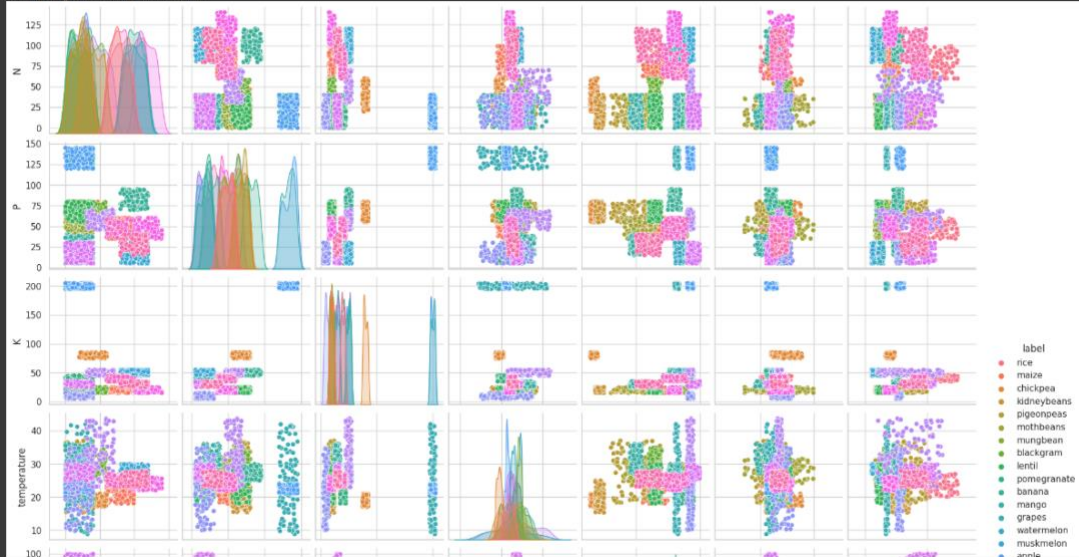 125
100
75
50
25
0
N
150
125
100
75
50
25
0
P
200
150
100
50
0
K
label
rice
maize
chickpea
kidneybeans
pigeonpeas
mothbeans
mungbean
blackgram
lentil
pomegranate
banana
mango
grapes
watermelon
muskmelon
apple
40
30
20
10
temperature
100